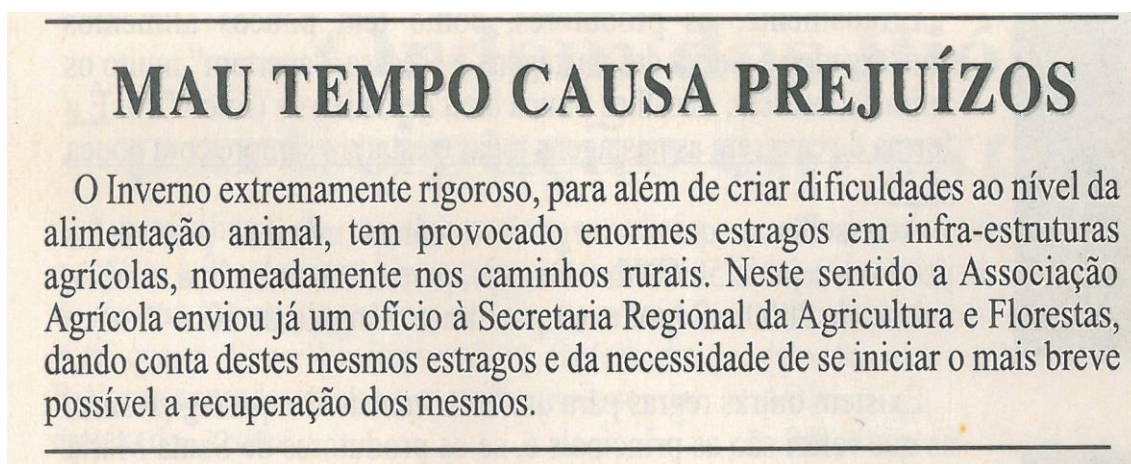 MAU TEMPO CAUSA PREJUÍZOS
O Inverno extremamente rigoroso, para além de criar dificuldades ao nível da
alimentação animal, tem provocado enormes estragos em infra-estruturas
agrícolas, nomeadamente nos caminhos rurais. Neste sentido a Associação
Agrícola enviou já um ofício à Secretaria Regional da Agricultura e Florestas,
dando conta destes mesmos estragos e da necessidade de se iniciar o mais breve
possível a recuperação dos mesmos.